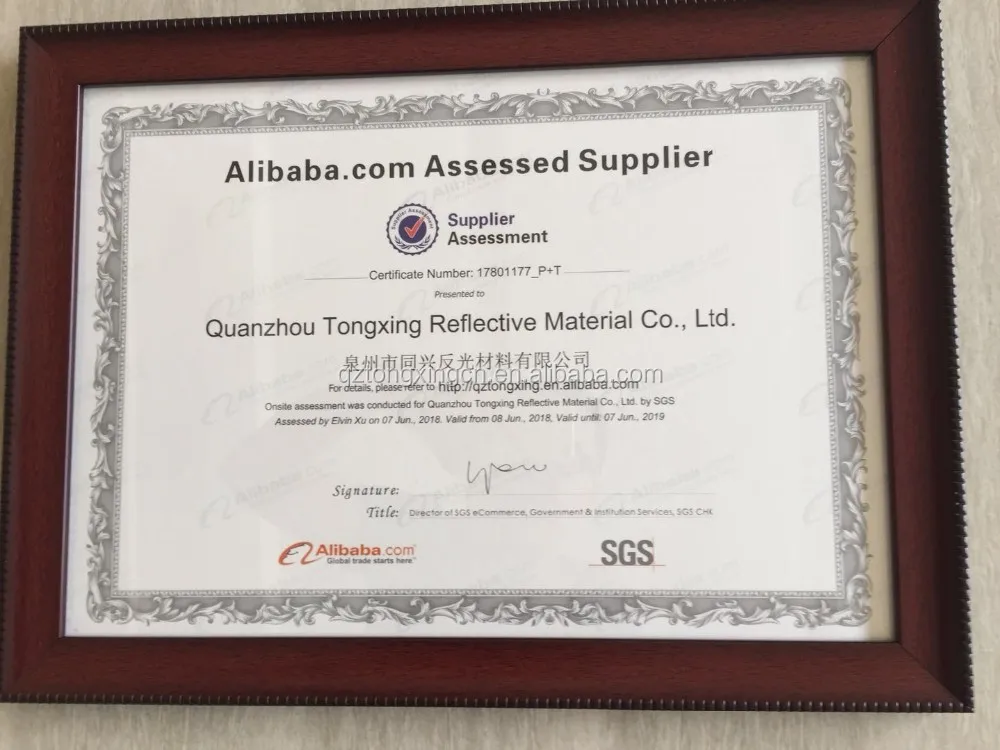 Alibaba.com Assessed Supplier
Supplier Assessment
Supplier
Assessment
Certificate Number: 17801177_P+T
Presented to
Quanzhou Tongxing Reflective Material Co., Ltd.
泉州市同兴反光材料有限公司
qztongxingcn.en.alibaba.com
For details, please refer to http://qztongxing.en.alibaba.com
Onsite assessment was conducted for Quanzhou Tongxing Reflective Material Co., Ltd. by SGS
Assessed by Elvin Xu on 07 Jun., 2018. Valid from 08 Jun., 2018, Valid until: 07 Jun., 2019
Signature:
Title: Director of SGS eCommerce, Government & Institution Services, SGS CHK
Alibaba.com
Global trade starts here™
SGS